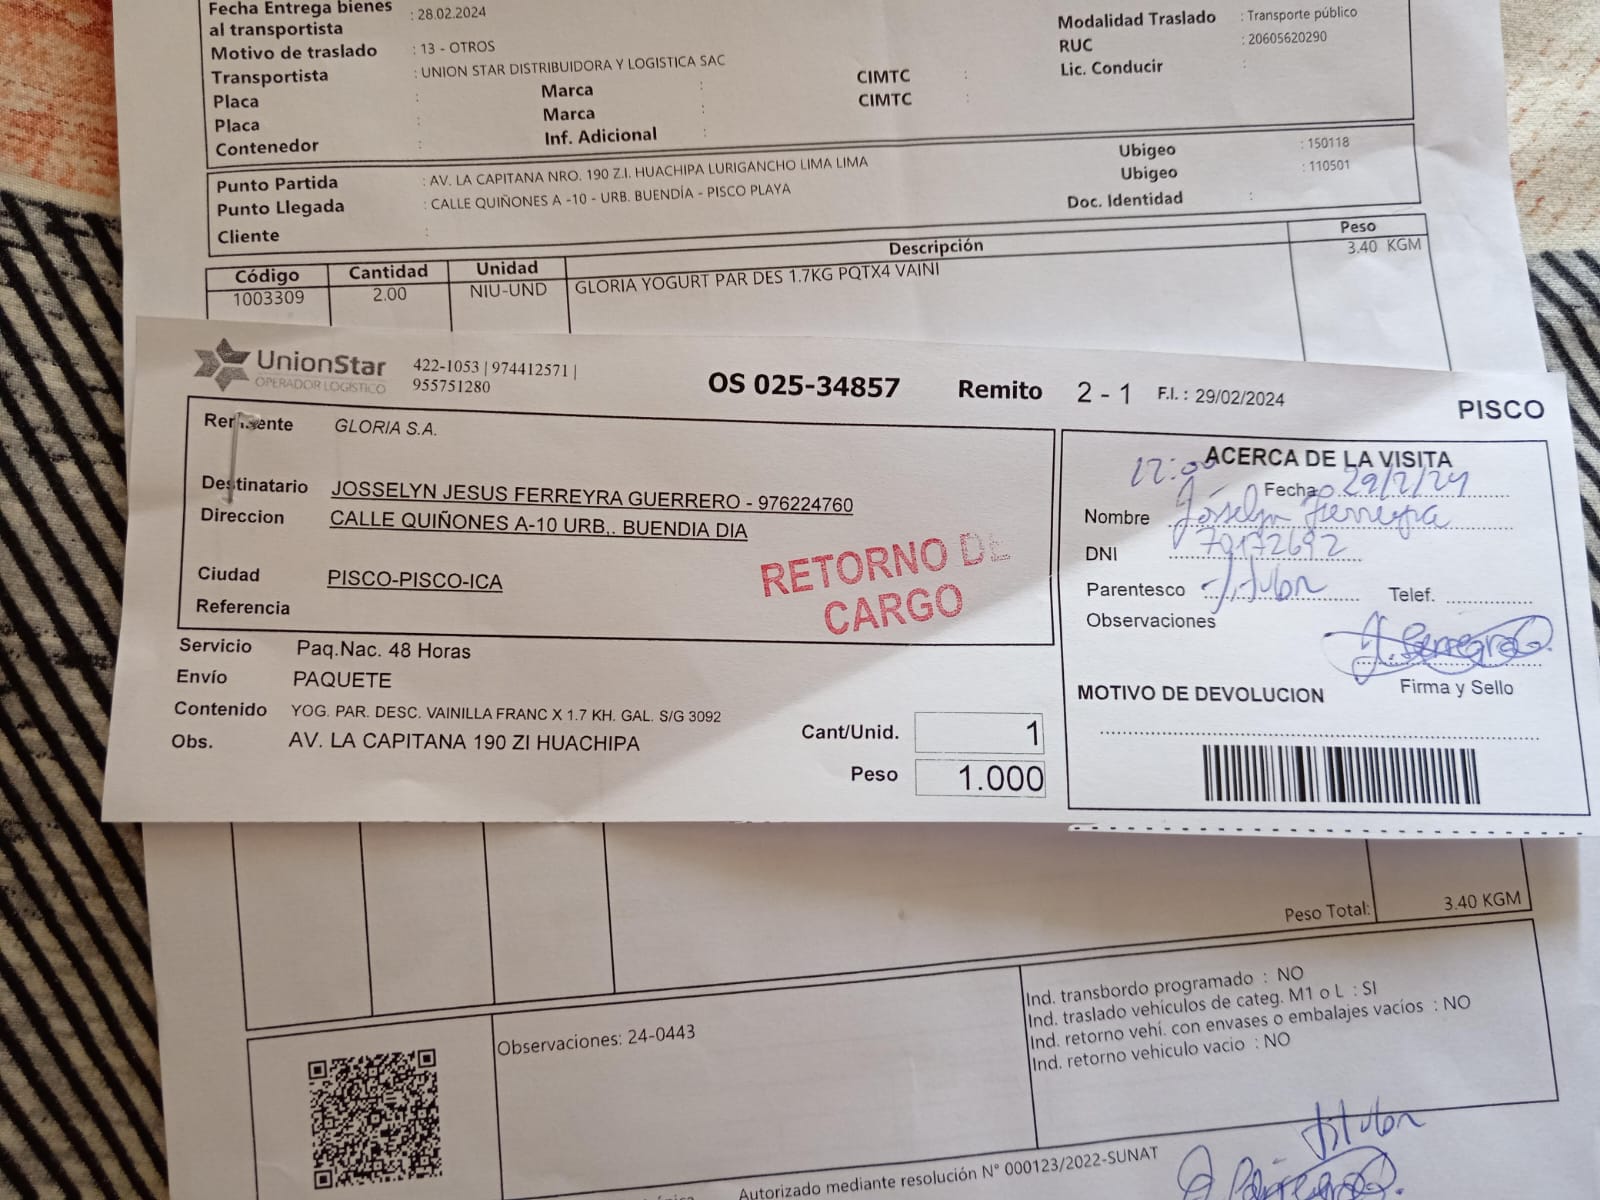 Fecha Entrega bienes al transportista : 28.02.2024
Modalidad Traslado : Transporte público
Motivo de traslado : 13 - OTROS
RUC : 20605620290
Transportista : UNION STAR DISTRIBUIDORA Y LOGISTICA SAC
CIMTC :
Lic. Conducir :
Placa : Marca :
CIMTC :
Placa : Marca :
Contenedor : Inf. Adicional :
Punto Partida : AV. LA CAPITANA NRO. 190 Z.I. HUACHIPA LURIGANCHO LIMA LIMA
Ubigeo : 150118
Punto Llegada : CALLE QUIÑONES A -10 - URB. BUENDÍA - PISCO PLAYA
Ubigeo : 110501
Cliente :
Doc. Identidad :
Código Cantidad Unidad Descripción Peso
1003309 2.00 NIU-UND GLORIA YOGURT PAR DES 1.7KG PQTX4 VAINI 3.40 KGM
UnionStar
OPERADOR LOGÍSTICO
422-1053 | 974412571 |
955751280
OS 025-34857 Remito 2 - 1 F.I. : 29/02/2024
PISCO
Remitente GLORIA S.A.
Destinatario JOSSELYN JESUS FERREYRA GUERRERO - 976224760
Direccion CALLE QUIÑONES A-10 URB,. BUENDIA DIA
Ciudad PISCO-PISCO-ICA
Referencia
RETORNO DE
CARGO
Servicio Paq.Nac. 48 Horas
Envío PAQUETE
Contenido YOG. PAR. DESC. VAINILLA FRANC X 1.7 KH. GAL. S/G 3092
Obs. AV. LA CAPITANA 190 ZI HUACHIPA
Cant/Unid. 1
Peso 1.000
ACERCA DE LA VISITA
12:00
Fecha 29/2/24
Nombre Josselyn Ferreyra
DNI 70172692
Parentesco Titular Telef.
Observaciones
Firma y Sello
MOTIVO DE DEVOLUCION
Peso Total: 3.40 KGM
Observaciones: 24-0443
Ind. transbordo programado : NO
Ind. traslado vehículos de categ. M1 o L : SI
Ind. retorno vehí. con envases o embalajes vacíos : NO
Ind. retorno vehiculo vacio : NO
Autorizado mediante resolución N° 000123/2022-SUNAT
titular